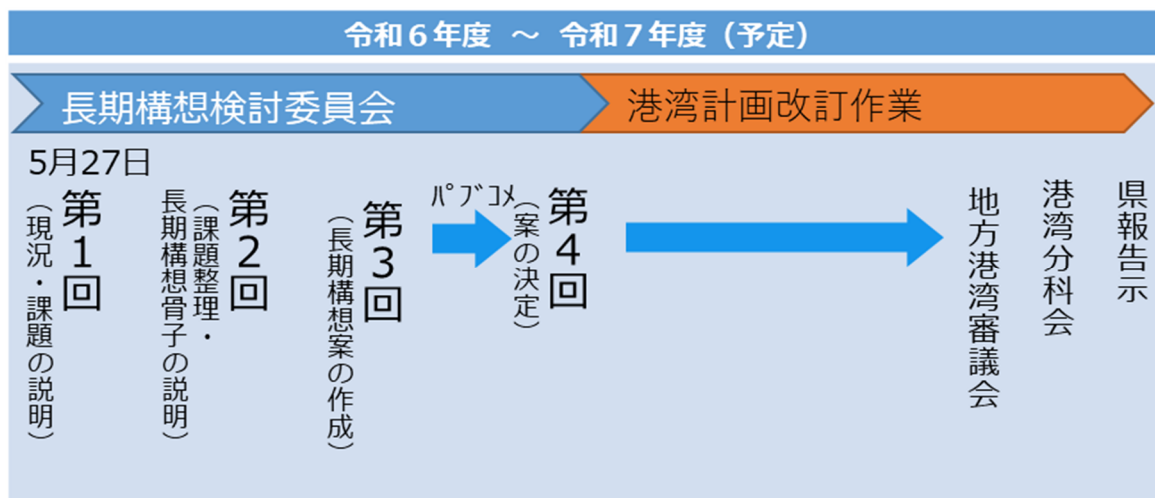 令和６年度 ～ 令和７年度（予定）
長期構想検討委員会
港湾計画改訂作業
5月27日
第１回
（現況・課題の説明）
第２回
（課題整理・
長期構想骨子の説明）
第３回
（長期構想案の作成）
ﾊﾟﾌﾞｺﾒ
第４回
（案の決定）
地方港湾審議会
港湾分科会
県報告示